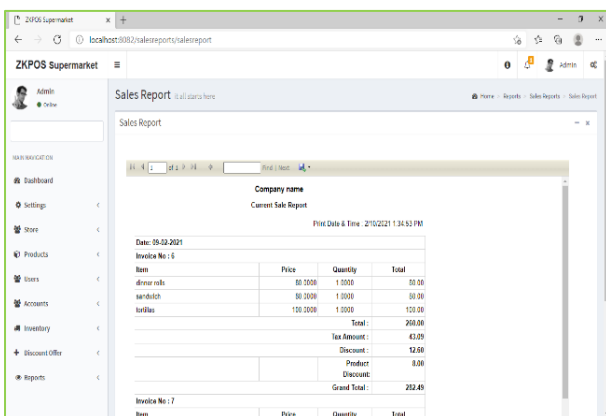 ZKPOS Supermarket
localhost:8082/salesreports/salesreport
ZKPOS Supermarket
0
Admin
Admin
Online
Sales Report it all starts here
Home > Reports > Sales Reports > Sales Report
Sales Report
MAIN NAVIGATION
Dashboard
Settings
Store
Products
Users
Accounts
Inventory
Discount Offer
Reports
1 of 1
Find | Next
Company name
Current Sale Report
Print Date & Time : 2/10/2021 1:34:53 PM
Date: 09-02-2021
Invoice No : 6
Item Price Quantity Total
dinner rolls 80.0000 1.0000
sandwich 80.0000 1.0000
tortillas 100.0000 1.0000 100.00
Total : 260.00
Tax Amount : 43.09
Discount : 12.60
Product Discount: 8.00
Grand Total : 282.49
Invoice No : 7
Item Price Quantity Total